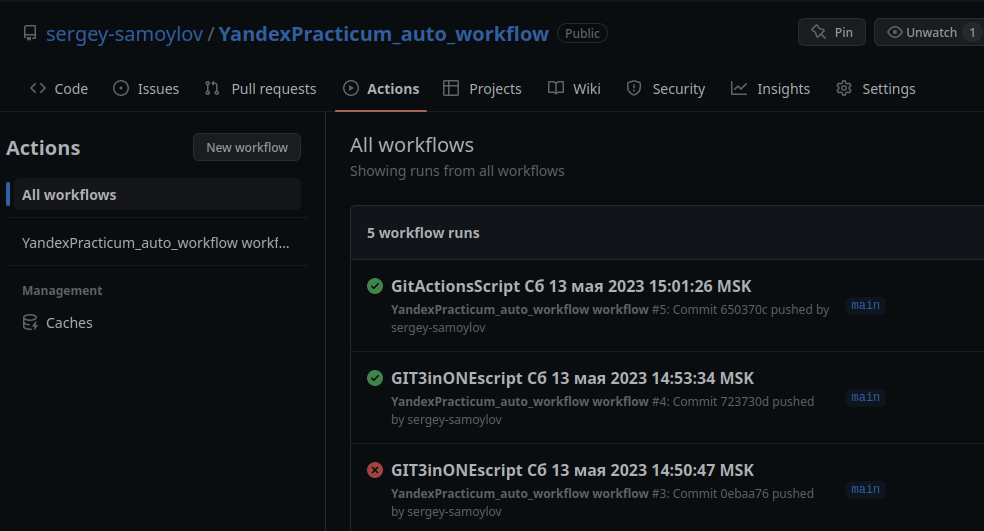 sergey-samoylov / YandexPracticum_auto_workflow Public Pin Unwatch 1
Code Issues Pull requests Actions Projects Wiki Security Insights Settings
Actions New workflow
All workflows
YandexPracticum_auto_workflow workf...
Management
Caches
All workflows
Showing runs from all workflows
5 workflow runs
GitActionsScript Сб 13 мая 2023 15:01:26 MSK
YandexPracticum_auto_workflow workflow #5: Commit 650370c pushed by
sergey-samoylov
main
GIT3inONEscript Сб 13 мая 2023 14:53:34 MSK
YandexPracticum_auto_workflow workflow #4: Commit 723730d pushed
by sergey-samoylov
main
GIT3inONEscript Сб 13 мая 2023 14:50:47 MSK
YandexPracticum_auto_workflow workflow #3: Commit 0ebaa76 pushed
by sergey-samoylov
main